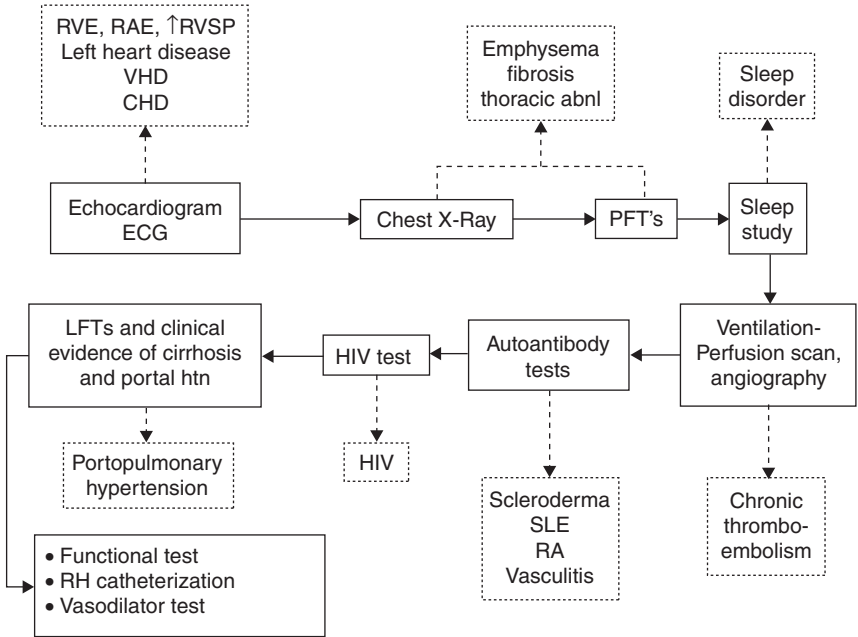 RVE, RAE, ↑RVSP
Left heart disease
VHD
CHD
Emphysema
fibrosis
thoracic abnl
Sleep
disorder
Echocardiogram
ECG
Chest X-Ray
PFT's
Sleep
study
LFTs and clinical
evidence of cirrhosis
and portal htn
HIV test
Autoantibody
tests
Ventilation-
Perfusion scan,
angiography
Portopulmonary
hypertension
HIV
Scleroderma
SLE
RA
Vasculitis
Chronic
thrombo-
embolism
• Functional test
• RH catheterization
• Vasodilator test